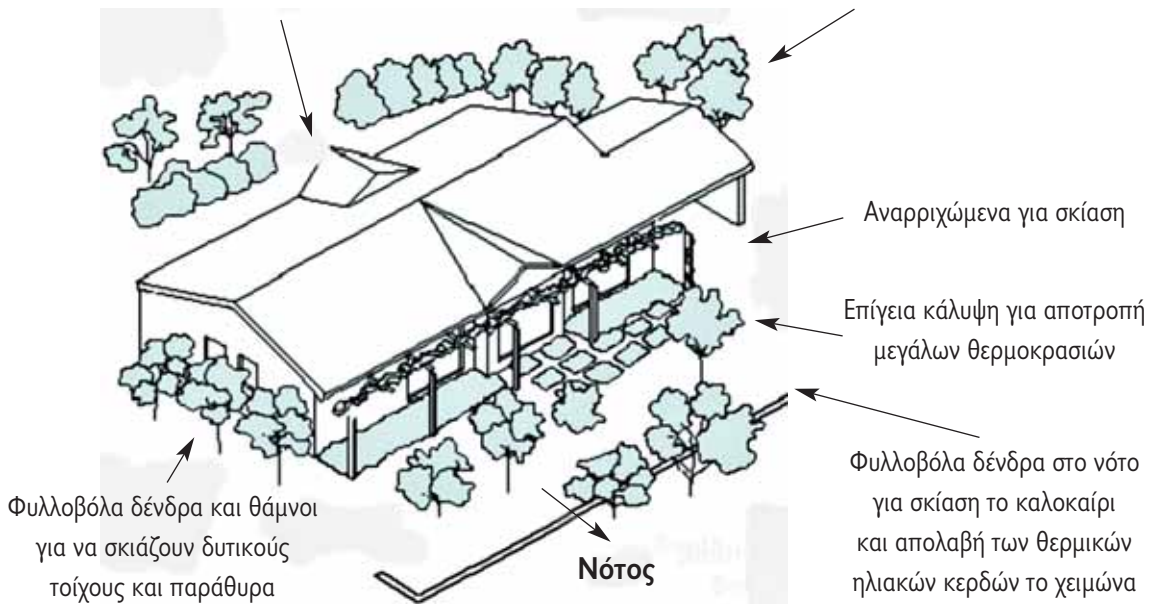 Αναρριχώμενα για σκίαση
Επίγεια κάλυψη για αποτροπή
μεγάλων θερμοκρασιών
Φυλλοβόλα δένδρα στο νότο
για σκίαση το καλοκαίρι
και απολαβή των θερμικών
ηλιακών κερδών το χειμώνα
Φυλλοβόλα δένδρα και θάμνοι
για να σκιάζουν δυτικούς
τοίχους και παράθυρα
Νότος